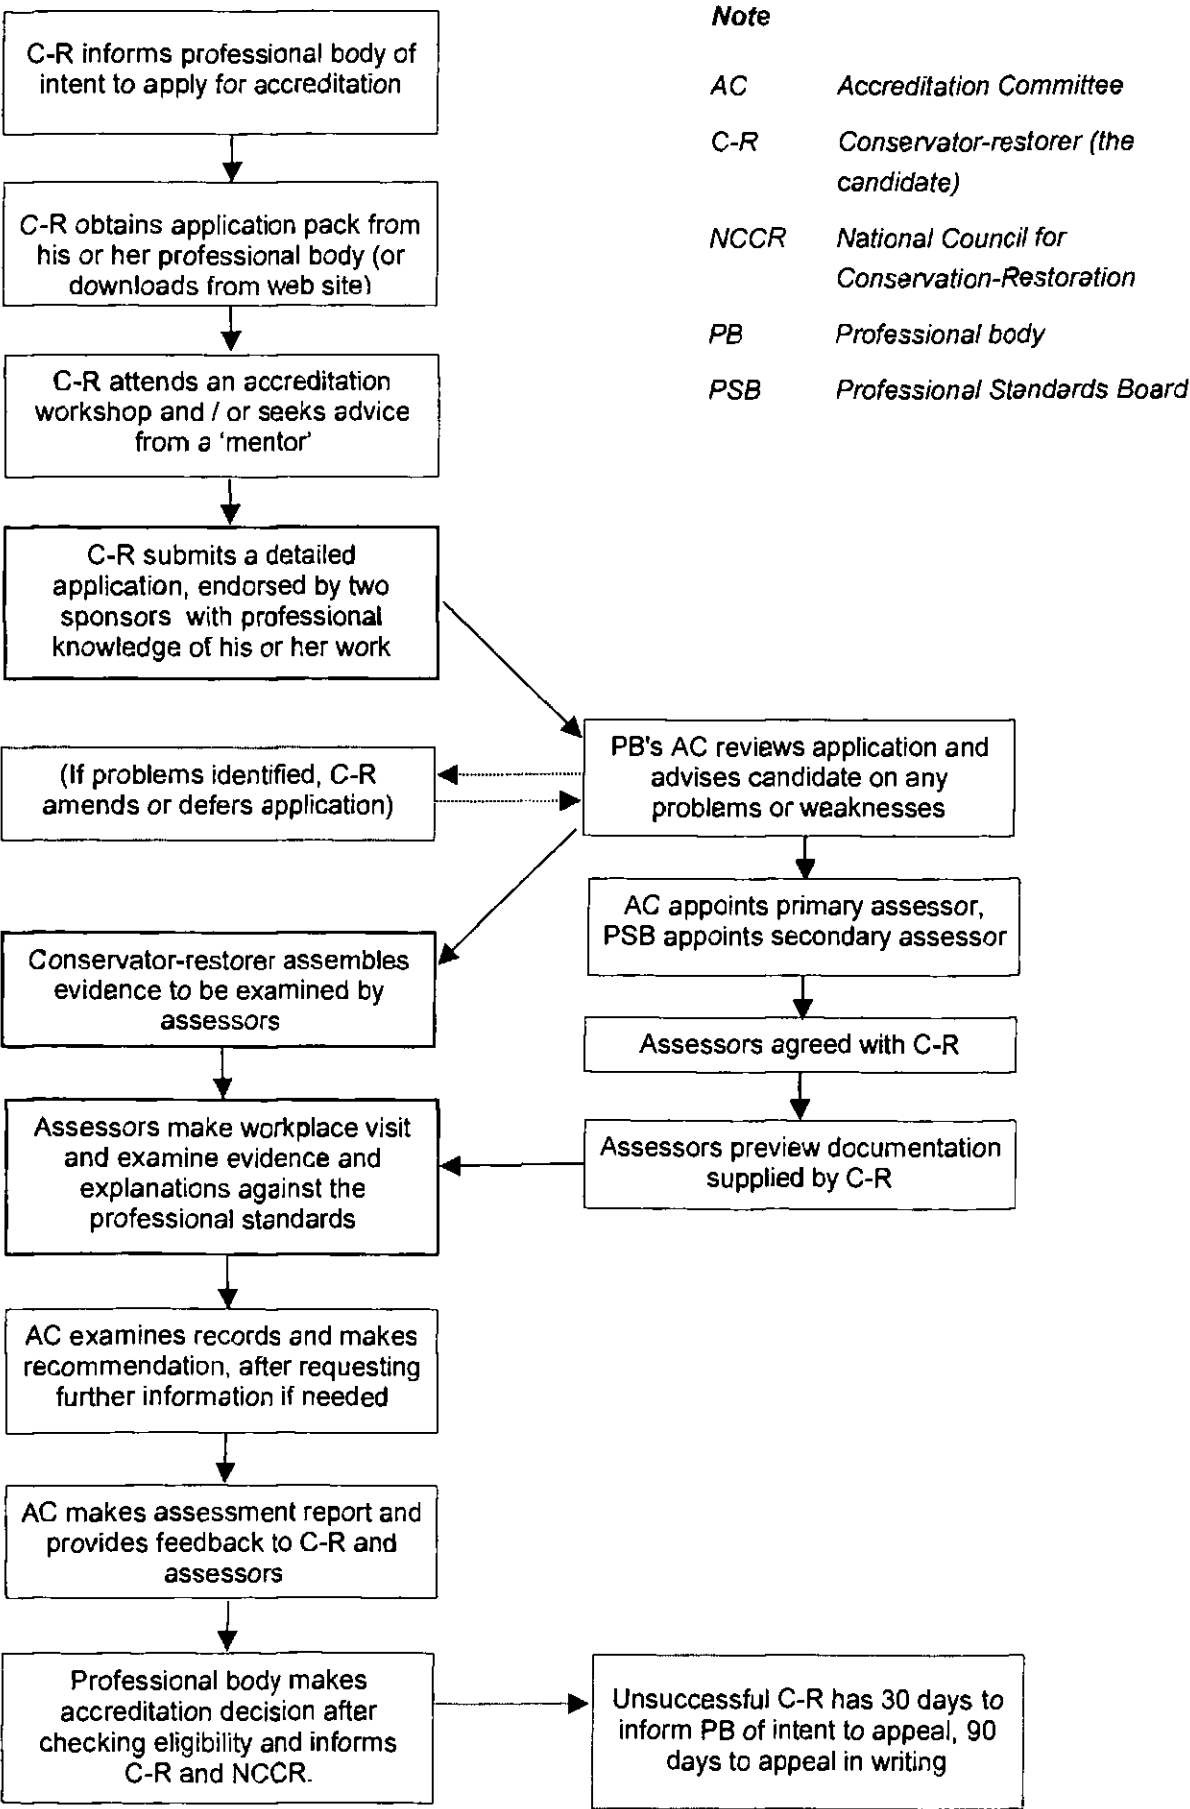 C-R informs professional body of
intent to apply for accreditation
C-R obtains application pack from
his or her professional body (or
downloads from web site)
C-R attends an accreditation
workshop and / or seeks advice
from a ‘mentor’
C-R submits a detailed
application, endorsed by two
sponsors with professional
knowledge of his or her work
(If problems identified, C-R
amends or defers application)
Conservator-restorer assembles
evidence to be examined by
assessors
Assessors make workplace visit
and examine evidence and
explanations against the
professional standards
AC examines records and makes
recommendation, after requesting
further information if needed
AC makes assessment report and
provides feedback to C-R and
assessors
Professional body makes
accreditation decision after
checking eligibility and informs
C-R and NCCR.
Note
AC Accreditation Committee
C-R Conservator-restorer (the
candidate)
NCCR National Council for
Conservation-Restoration
PB Professional body
PSB Professional Standards Board
PB's AC reviews application and
advises candidate on any
problems or weaknesses
AC appoints primary assessor,
PSB appoints secondary assessor
Assessors agreed with C-R
Assessors preview documentation
supplied by C-R
Unsuccessful C-R has 30 days to
inform PB of intent to appeal, 90
days to appeal in writing